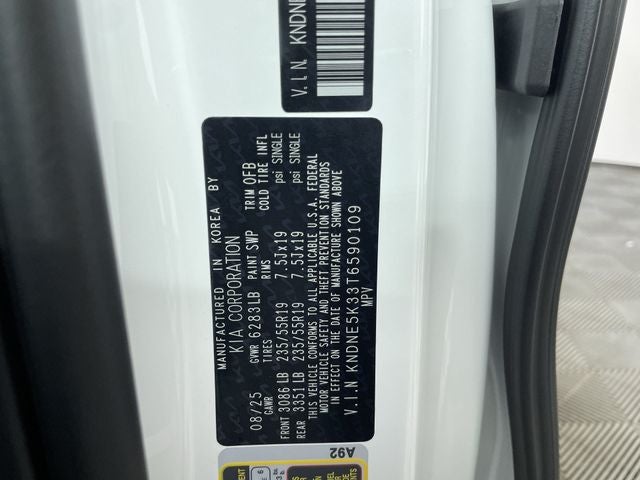 V.I.N. KNDNE
MANUFACTURED IN KOREA BY
KIA CORPORATION
08/25 GVWR 6283LB PAINT SWP TRIM OFB
GAWR TIRES RIMS COLD TIRE INFL
FRONT 3086 LB 235/55R19 7.5Jx19 psi SINGLE
REAR 3351 LB 235/55R19 7.5Jx19 psi SINGLE
THIS VEHICLE CONFORMS TO ALL APPLICABLE U.S.A. FEDERAL
MOTOR VEHICLE SAFETY AND THEFT PREVENTION STANDARDS
IN EFFECT ON THE DATE OF MANUFACTURE SHOWN ABOVE
V.I.N KNDNE5K33T6590109
MPV
A92